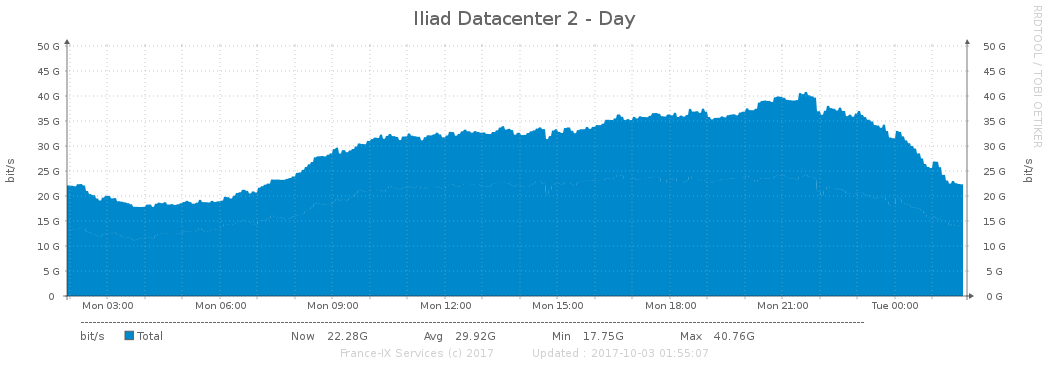 Iliad Datacenter 2 - Day
RRDTOOL / TOBI OETIKER
bit/s
50 G 50 G
45 G 45 G
40 G 40 G
35 G 35 G
30 G 30 G
25 G 25 G
20 G 20 G
15 G 15 G
10 G 10 G
5 G 5 G
0 0 G
bit/s
Mon 03:00 Mon 06:00 Mon 09:00 Mon 12:00 Mon 15:00 Mon 18:00 Mon 21:00 Tue 00:00
bit/s Total Now 22.28G Avg 29.92G Min 17.75G Max 40.76G
France-IX Services (c) 2017 Updated : 2017-10-03 01:55:07